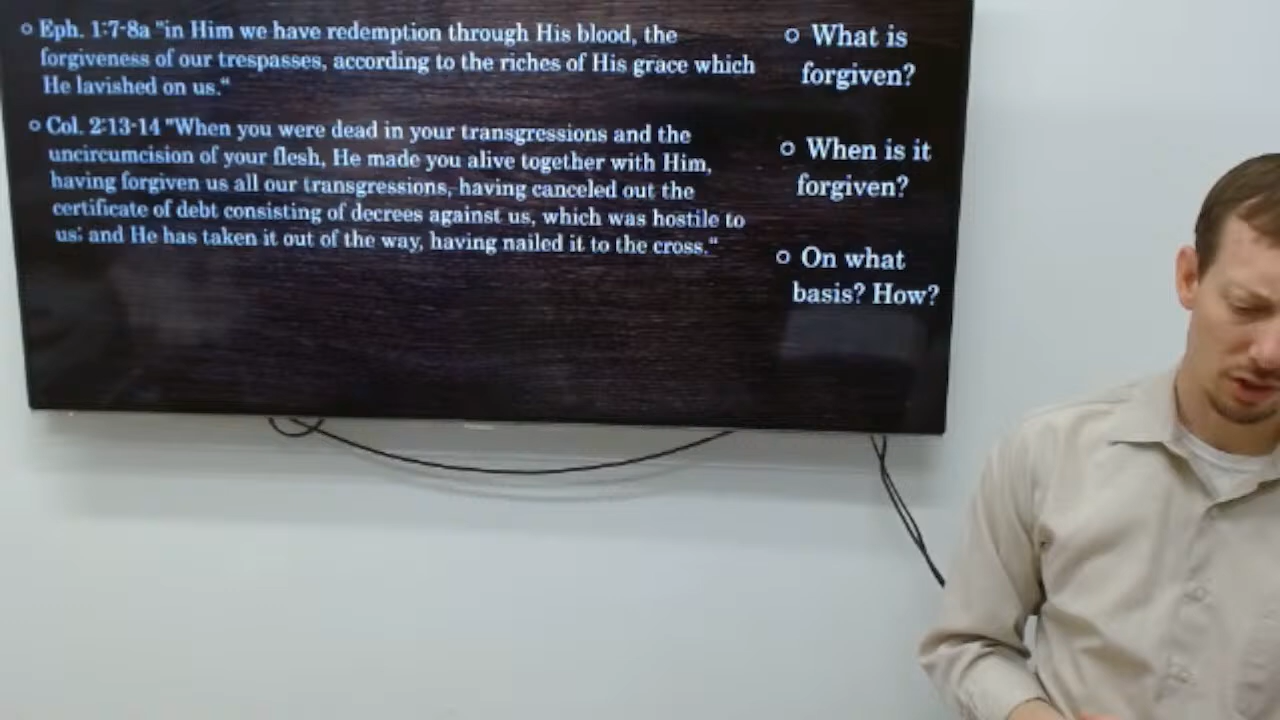 Eph. 1:7-8a "in Him we have redemption through His blood, the
forgiveness of our trespasses, according to the riches of His grace which
He lavished on us."
Col. 2:13-14 "When you were dead in your transgressions and the
uncircumcision of your flesh, He made you alive together with Him,
having forgiven us all our transgressions, having canceled out the
certificate of debt consisting of decrees against us, which was hostile to
us; and He has taken it out of the way, having nailed it to the cross."
What is
forgiven?
When is it
forgiven?
On what
basis? How?